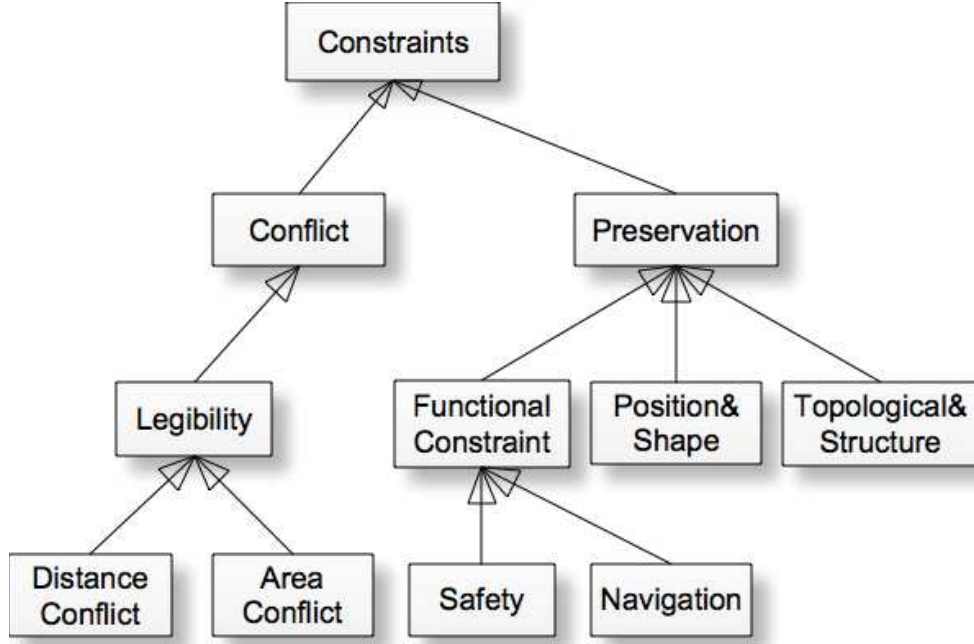 Constraints
Conflict
Preservation
Legibility
Functional
Constraint
Position&
Shape
Topological&
Structure
Distance
Conflict
Area
Conflict
Safety
Navigation